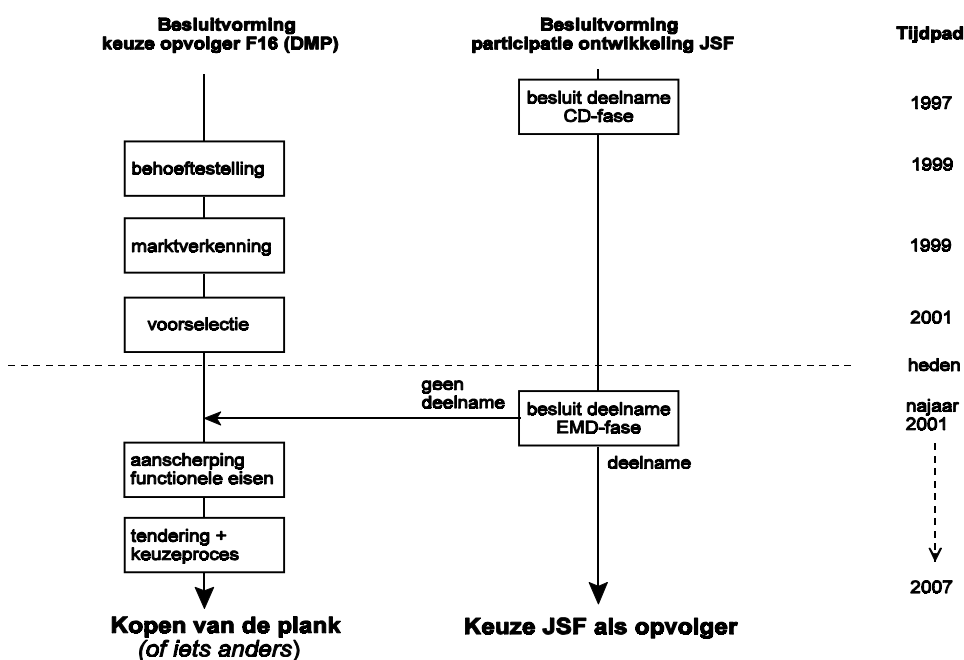 Besluitvorming
keuze opvolger F16 (DMP)
Besluitvorming
participatie ontwikkeling JSF
Tijdpad
besluit deelname
CD-fase
1997
behoeftestelling
1999
marktverkenning
1999
voorselectie
2001
heden
geen
deelname
besluit deelname
EMD-fase
najaar
2001
deelname
aanscherping
functionele eisen
tendering +
keuzeproces
2007
Kopen van de plank
(of iets anders)
Keuze JSF als opvolger